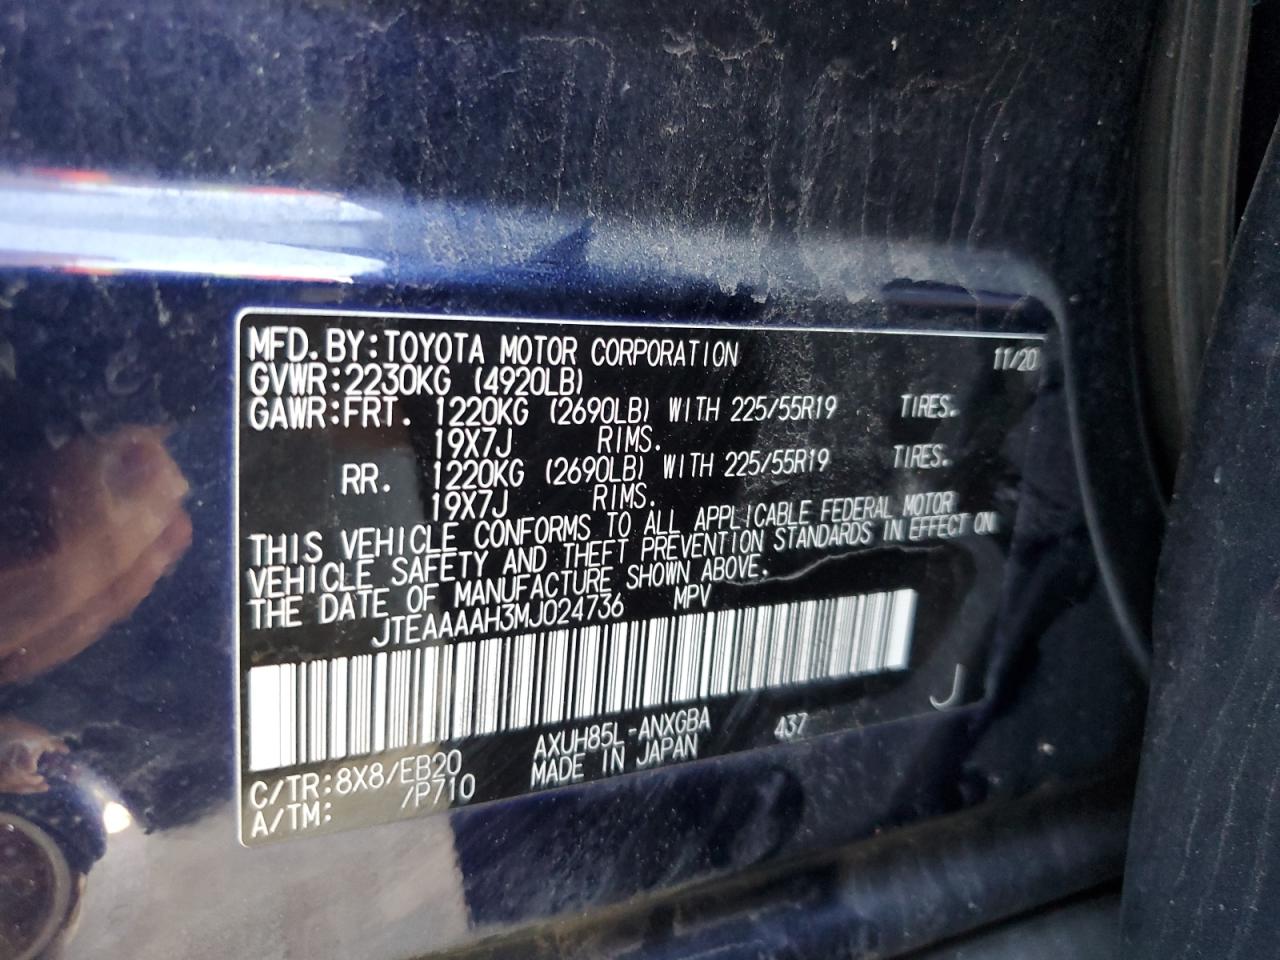 MFD.BY:TOYOTA MOTOR CORPORATION 11/20
GVWR:2230KG (4920LB)
GAWR:FRT. 1220KG (2690LB) WITH 225/55R19 TIRES.
19X7J RIMS.
RR. 1220KG (2690LB) WITH 225/55R19 TIRES.
19X7J RIMS.
THIS VEHICLE CONFORMS TO ALL APPLICABLE FEDERAL MOTOR
VEHICLE SAFETY AND THEFT PREVENTION STANDARDS IN EFFECT ON
THE DATE OF MANUFACTURE SHOWN ABOVE.
JTEAAAAH3MJ024736 MPV
J
C/TR:8X8/EB20 AXUH85L-ANXGBA 437
A/TM: /P710 MADE IN JAPAN